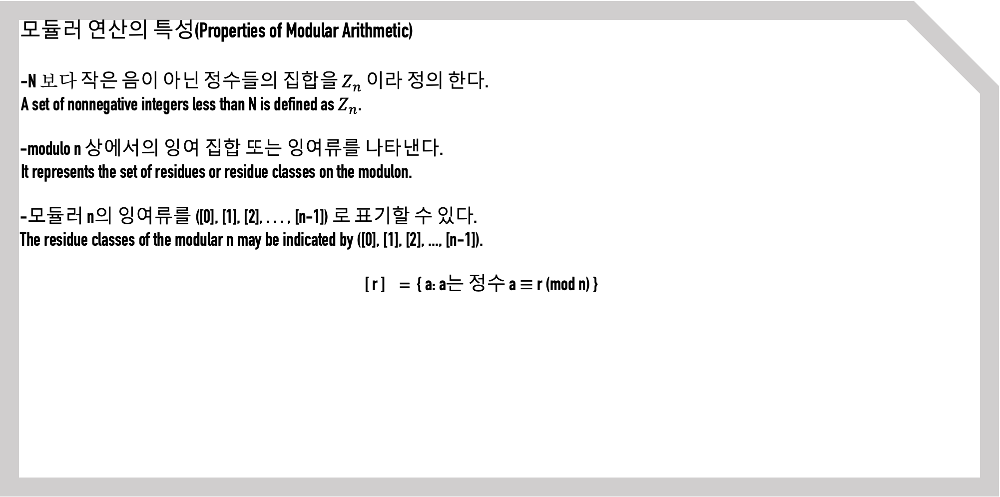 모듈러 연산의 특성(Properties of Modular Arithmetic)
-N 보다 작은 음이 아닌 정수들의 집합을 Zₙ 이라 정의 한다.
A set of nonnegative integers less than N is defined as Zₙ.
-modulo n 상에서의 잉여 집합 또는 잉여류를 나타낸다.
It represents the set of residues or residue classes on the modulon.
-모듈러 n의 잉여류를 ([0], [1], [2], . . . , [n-1]) 로 표기할 수 있다.
The residue classes of the modular n may be indicated by ([0], [1], [2], ..., [n-1]).
[ r ] = { a: a는 정수 a ≡ r (mod n) }